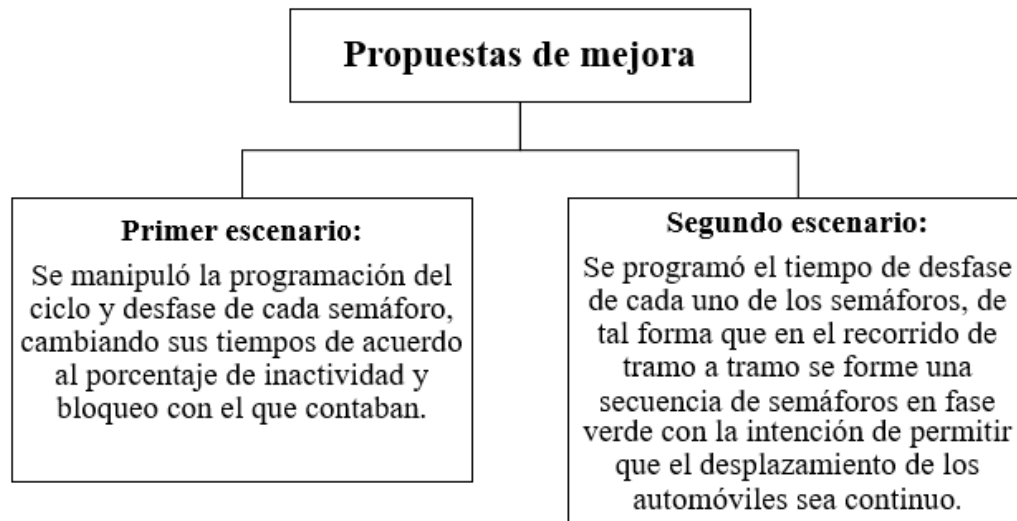 Propuestas de mejora
Primer escenario:
Se manipuló la programación del
ciclo y desfase de cada semáforo,
cambiando sus tiempos de acuerdo
al porcentaje de inactividad y
bloqueo con el que contaban.
Segundo escenario:
Se programó el tiempo de desfase
de cada uno de los semáforos, de
tal forma que en el recorrido de
tramo a tramo se forme una
secuencia de semáforos en fase
verde con la intención de permitir
que el desplazamiento de los
automóviles sea continuo.